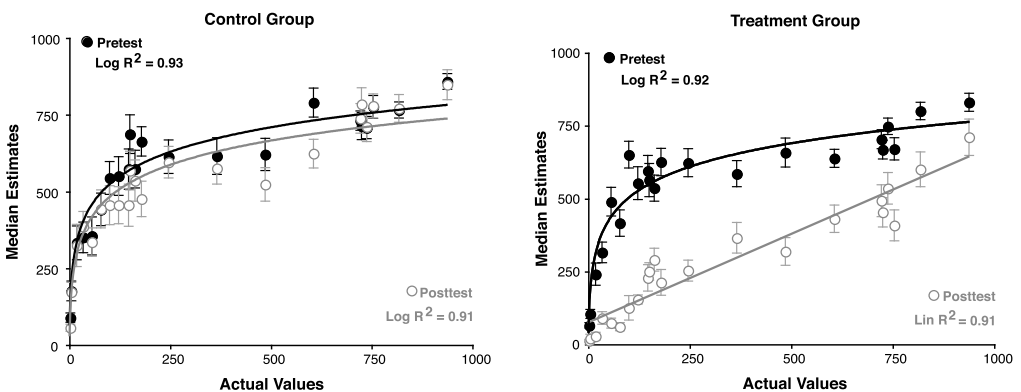 Control Group
1000
750
500
250
0
Median Estimates
Pretest
Log R² = 0.93
Posttest
Log R² = 0.91
0
250
500
750
1000
Actual Values
Treatment Group
1000
750
500
250
0
Median Estimates
Pretest
Log R² = 0.92
Posttest
Lin R² = 0.91
0
250
500
750
1000
Actual Values